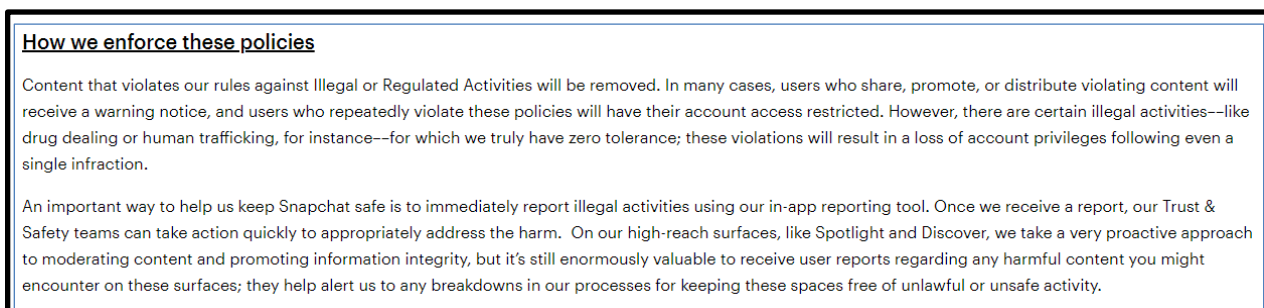 How we enforce these policies
Content that violates our rules against Illegal or Regulated Activities will be removed. In many cases, users who share, promote, or distribute violating content will
receive a warning notice, and users who repeatedly violate these policies will have their account access restricted. However, there are certain illegal activities--like
drug dealing or human trafficking, for instance--for which we truly have zero tolerance; these violations will result in a loss of account privileges following even a
single infraction.
An important way to help us keep Snapchat safe is to immediately report illegal activities using our in-app reporting tool. Once we receive a report, our Trust &
Safety teams can take action quickly to appropriately address the harm.  On our high-reach surfaces, like Spotlight and Discover, we take a very proactive approach
to moderating content and promoting information integrity, but it's still enormously valuable to receive user reports regarding any harmful content you might
encounter on these surfaces; they help alert us to any breakdowns in our processes for keeping these spaces free of unlawful or unsafe activity.